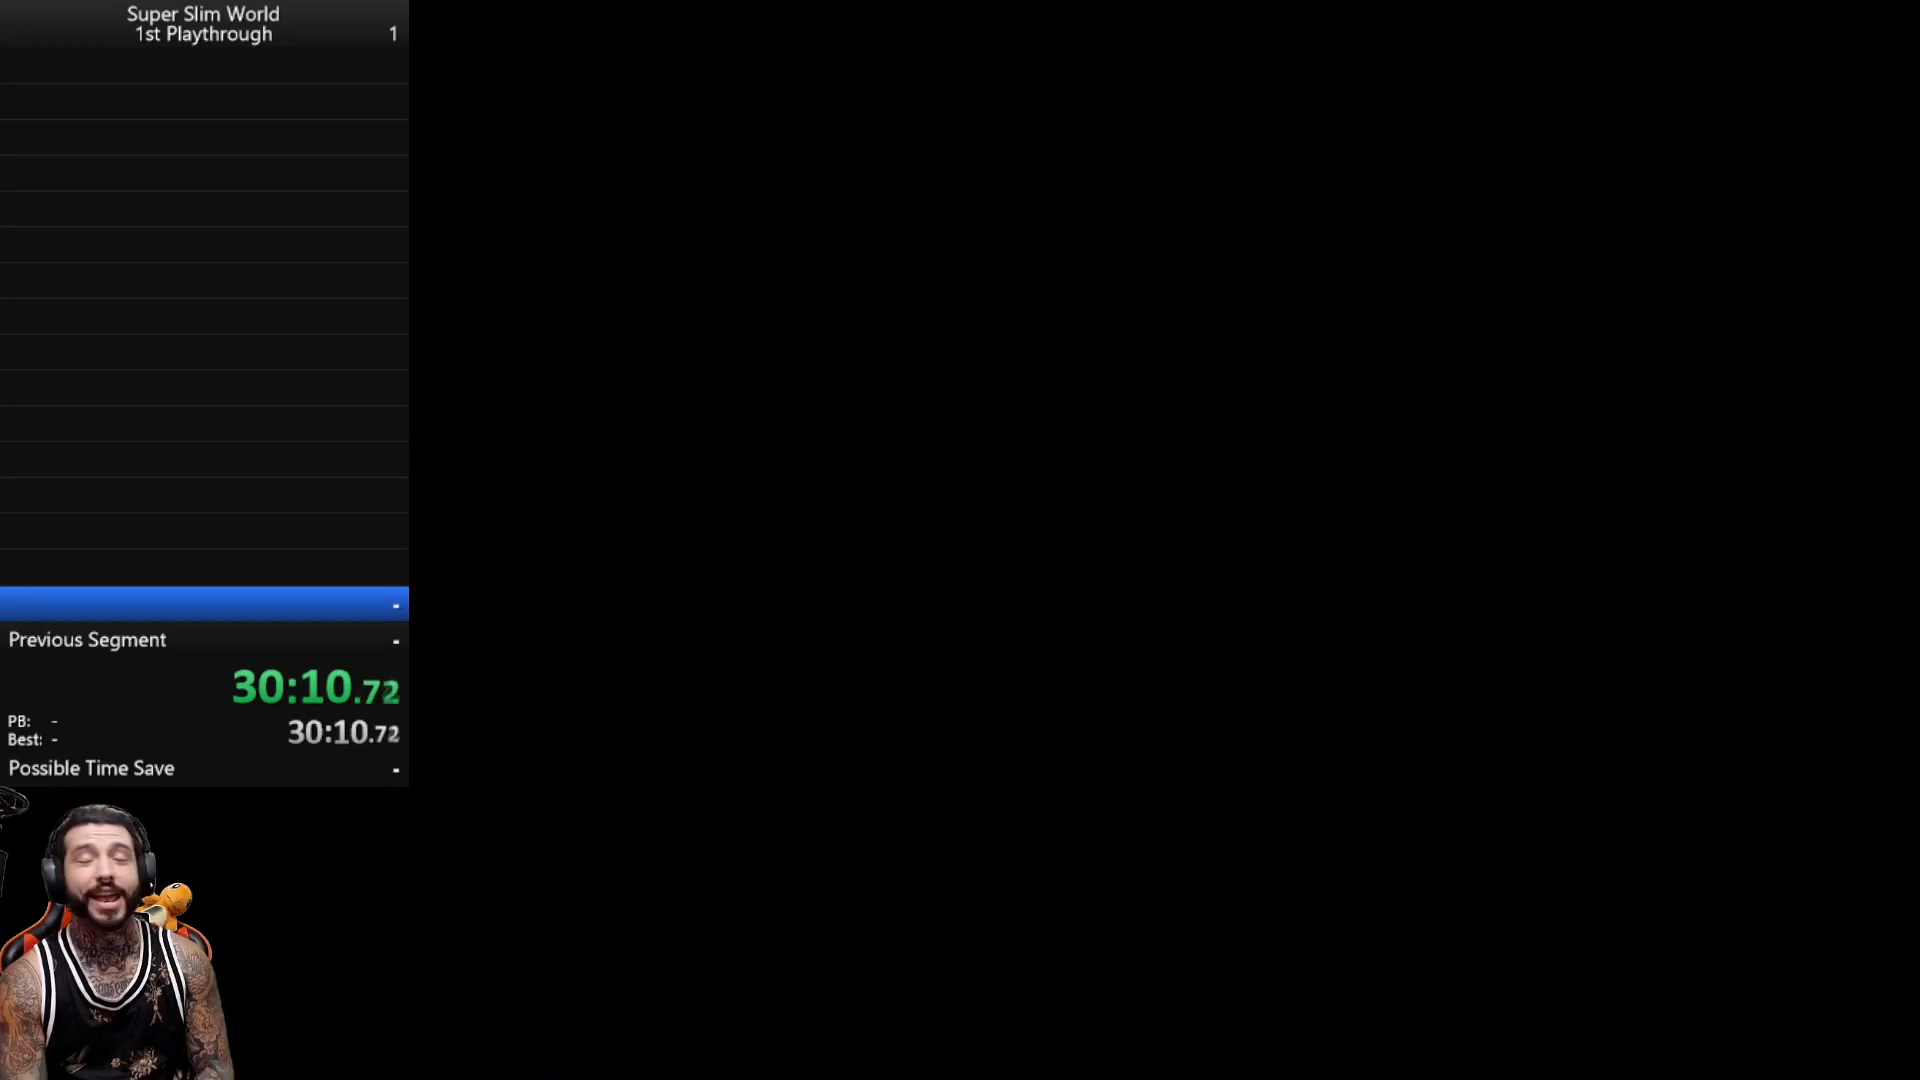 Super Slim World
1st Playthrough 1
-
Previous Segment -
30:10.72
PB: -
Best: - 30:10.72
Possible Time Save -